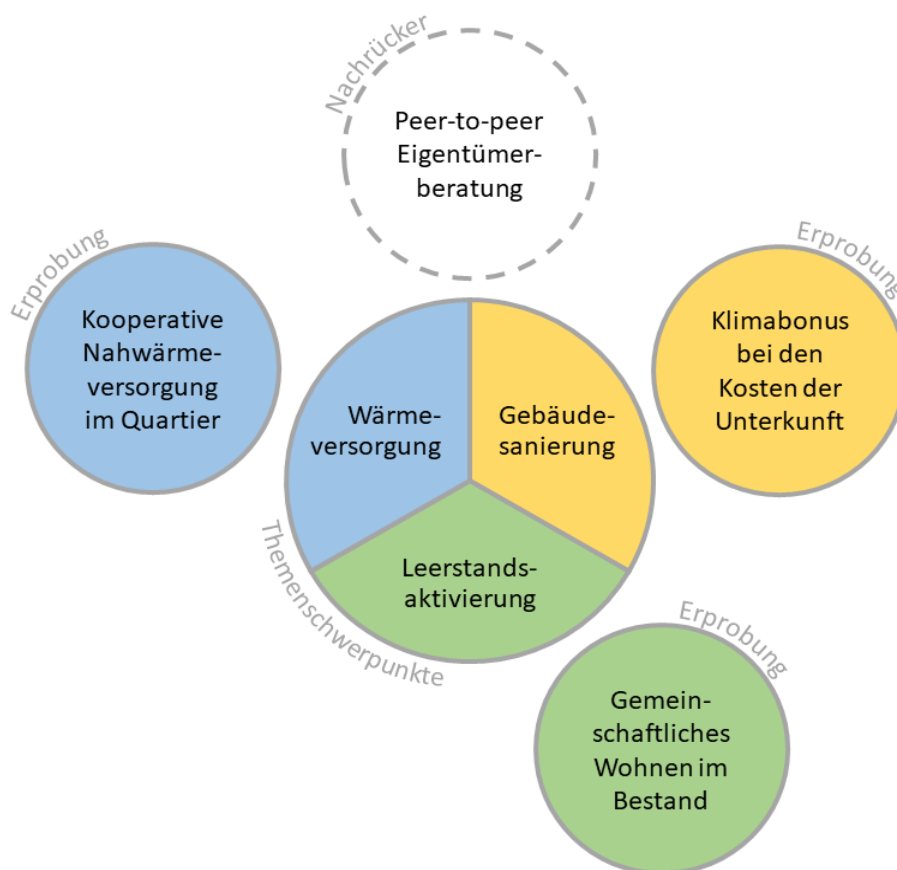 Nachrücker
Peer-to-peer
Eigentümer-
beratung
Erprobung
Kooperative
Nahwärme-
versorgung
im Quartier
Erprobung
Klimabonus
bei den
Kosten der
Unterkunft
Wärme-
versorgung
Gebäude-
sanierung
Leerstands-
aktivierung
Themenschwerpunkte
Erprobung
Gemein-
schaftliches
Wohnen im
Bestand